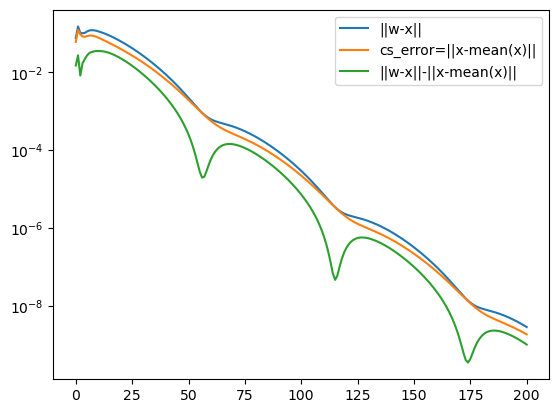 ||w-x||
cs_error=||x-mean(x)||
||w-x||-||x-mean(x)||
10⁻²
10⁻⁴
10⁻⁶
10⁻⁸
0 25 50 75 100 125 150 175 200